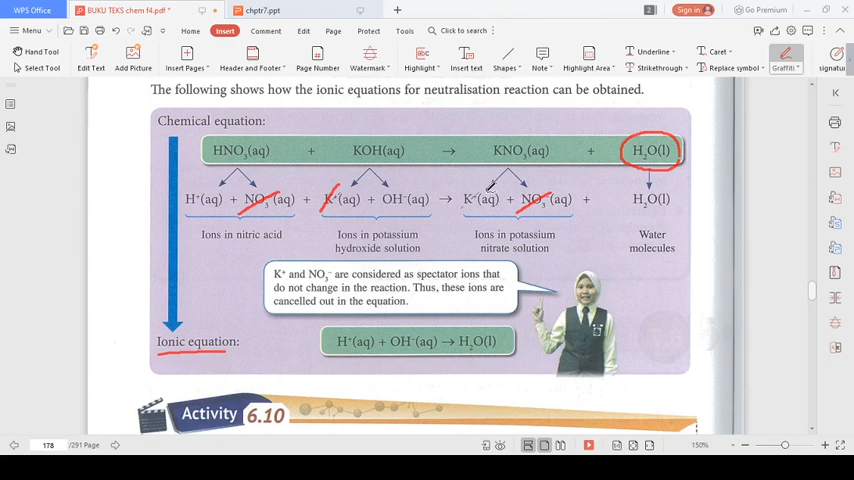 WPS Office
BUKU TEKS chem f4.pdf *
chptr7.ppt
+
2
Sign in
Go Premium
Menu
Home
Insert
Comment
Edit
Page
Protect
Tools
Click to search
Hand Tool
Select Tool
Edit Text
Add Picture
Insert Pages
Header and Footer
Page Number
Watermark
Highlight
Insert text
Shapes
Note
Highlight Area
Underline
Strikethrough
Caret
Replace symbol
Graffiti
signatu
The following shows how the ionic equations for neutralisation reaction can be obtained.
Chemical equation:
HNO₃(aq) + KOH(aq) → KNO₃(aq) + H₂O(l)
H⁺(aq) + NO₃⁻(aq) + K⁺(aq) + OH⁻(aq) → K⁺(aq) + NO₃⁻(aq) + H₂O(l)
Ions in nitric acid
Ions in potassium
hydroxide solution
Ions in potassium
nitrate solution
Water
molecules
K⁺ and NO₃⁻ are considered as spectator ions that
do not change in the reaction. Thus, these ions are
cancelled out in the equation.
Ionic equation:
H⁺(aq) + OH⁻(aq) → H₂O(l)
Activity 6.10
178 /291 Page
150%